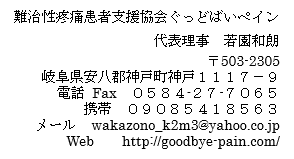 難治性疼痛患者支援協会ぐっどばいペイン
代表理事　若園和朗
〒503-2305
岐阜県安八郡神戸町神戸１１１７－９
電話 Fax　０５８４-２７-７０６５
携帯　０９０８５４１８５６３
メール　wakazono_k2m3@yahoo.co.jp
Web　　http://goodbye-pain.com/